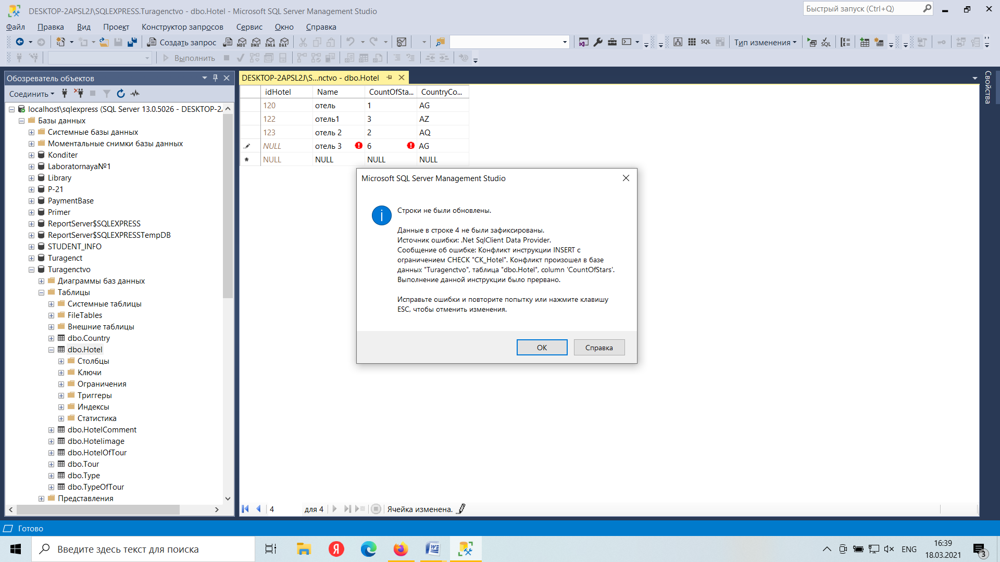 DESKTOP-2APSL2J\SQLEXPRESS.Turagenctvo - dbo.Hotel - Microsoft SQL Server Management Studio
Быстрый запуск (Ctrl+Q)
Файл Правка Вид Проект Конструктор запросов Сервис Окно Справка
Создать запрос MDX DMX XMLA DAX SQL Тип изменения SQL
Выполнить
Обозреватель объектов
Соединить
localhost\sqlexpress (SQL Server 13.0.5026 - DESKTOP-2
Базы данных
Системные базы данных
Моментальные снимки базы данных
Konditer
Laboratornaya№1
Library
P-21
PaymentBase
Primer
ReportServer$SQLEXPRESS
ReportServer$SQLEXPRESSTempDB
STUDENT_INFO
Turagenct
Turagenctvo
Диаграммы баз данных
Таблицы
Системные таблицы
FileTables
Внешние таблицы
dbo.Country
dbo.Hotel
Столбцы
Ключи
Ограничения
Триггеры
Индексы
Статистика
dbo.HotelComment
dbo.Hotelimage
dbo.HotelOfTour
dbo.Tour
dbo.Type
dbo.TypeOfTour
Представления
DESKTOP-2APSL2J\S...nctvo - dbo.Hotel
idHotel Name CountOfSta... CountryCo...
120 отель 1 AG
122 отель1 3 AZ
123 отель 2 2 AQ
NULL отель 3 6 AG
NULL NULL NULL NULL
Microsoft SQL Server Management Studio
Строки не были обновлены.
Данные в строке 4 не были зафиксированы.
Источник ошибки: .Net SqlClient Data Provider.
Сообщение об ошибке: Конфликт инструкции INSERT с
ограничением CHECK "CK_Hotel". Конфликт произошел в базе
данных "Turagenctvo", таблица "dbo.Hotel", column 'CountOfStars'.
Выполнение данной инструкции было прервано.
Исправьте ошибки и повторите попытку или нажмите клавишу
ESC, чтобы отменить изменения.
OK Справка
4 для 4 Ячейка изменена.
Свойства
Готово
Введите здесь текст для поиска
Я
ENG
16:39
18.03.2021
3